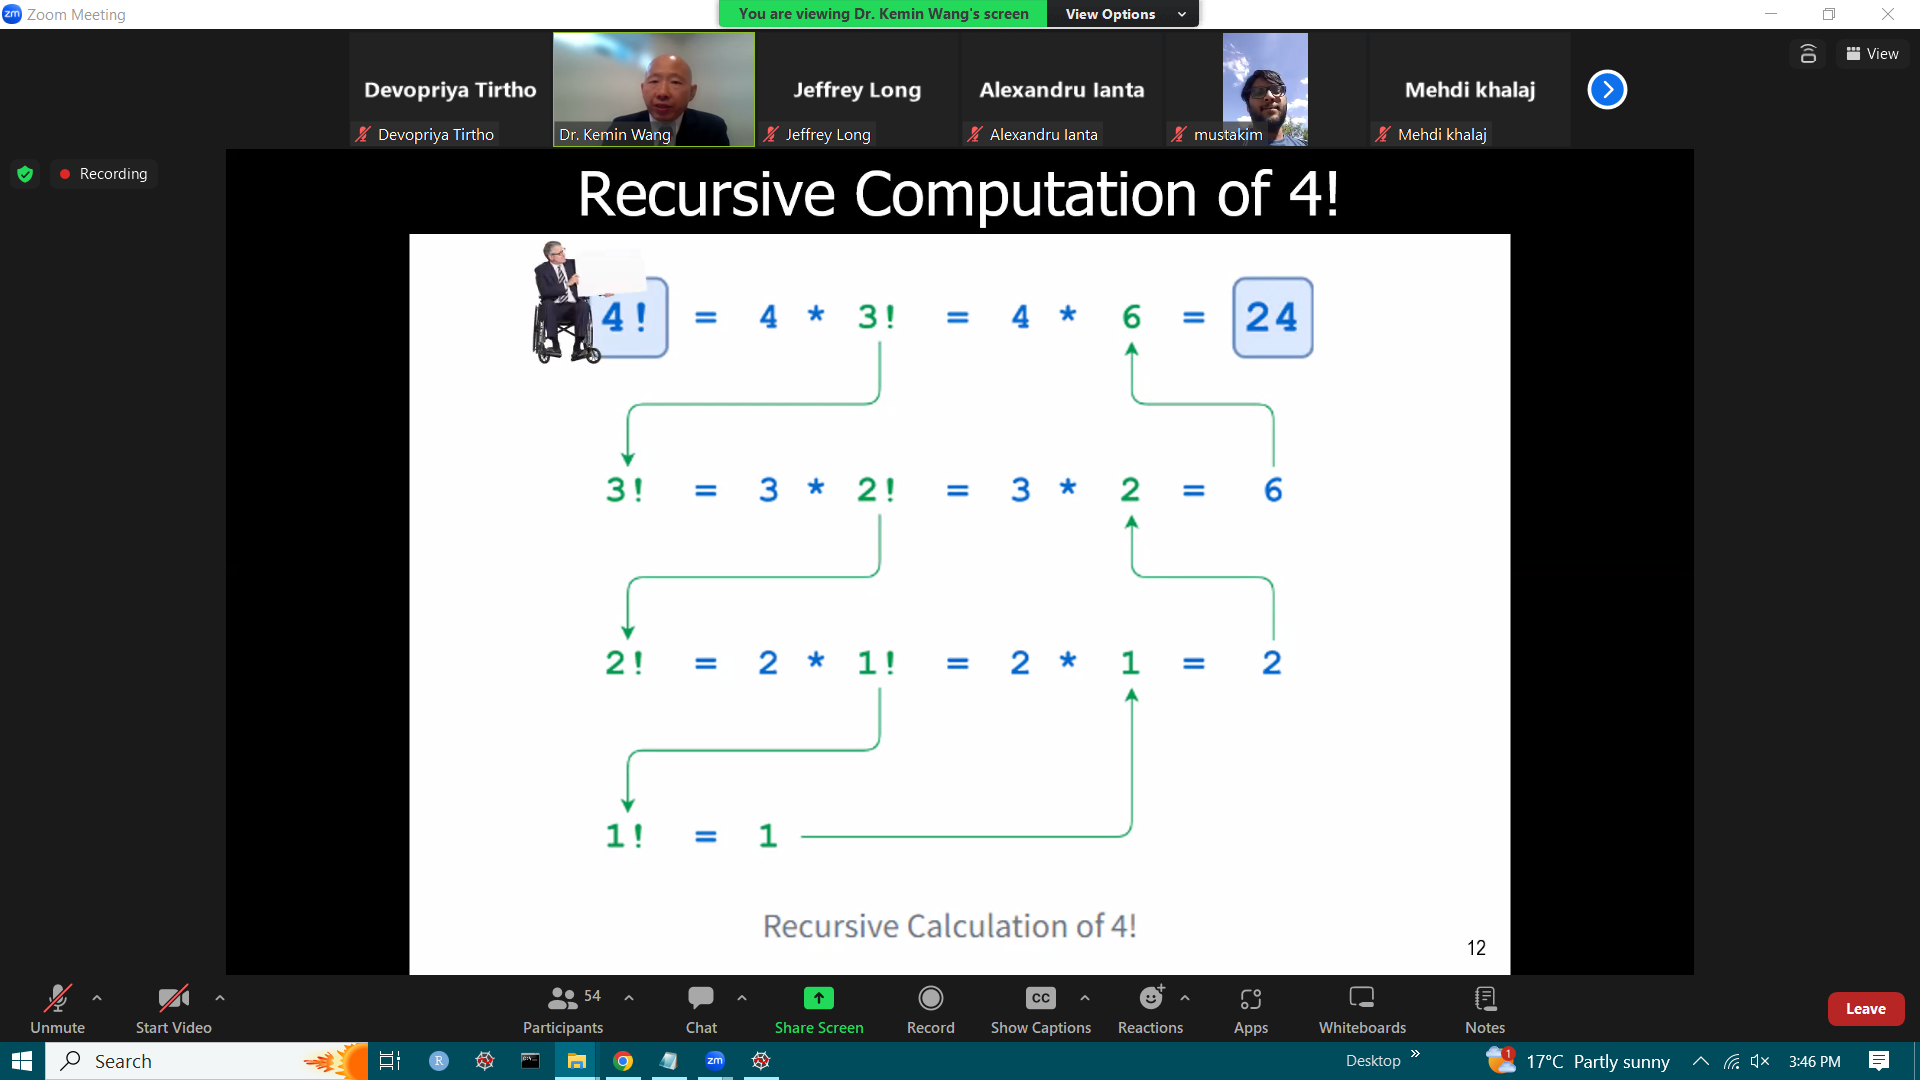 zm Zoom Meeting
You are viewing Dr. Kemin Wang's screen View Options
View
Devopriya Tirtho Jeffrey Long Alexandru Ianta Mehdi khalaj
Devopriya Tirtho Dr. Kemin Wang Jeffrey Long Alexandru Ianta mustakim Mehdi khalaj
Recording
Recursive Computation of 4!
4! = 4 * 3! = 4 * 6 = 24
3! = 3 * 2! = 3 * 2 = 6
2! = 2 * 1! = 2 * 1 = 2
1! = 1
Recursive Calculation of 4!
12
54
CC
Unmute Start Video Participants Chat Share Screen Record Show Captions Reactions Apps Whiteboards Notes
Leave
Search R zm Desktop » 1 17°C Partly sunny 3:46 PM